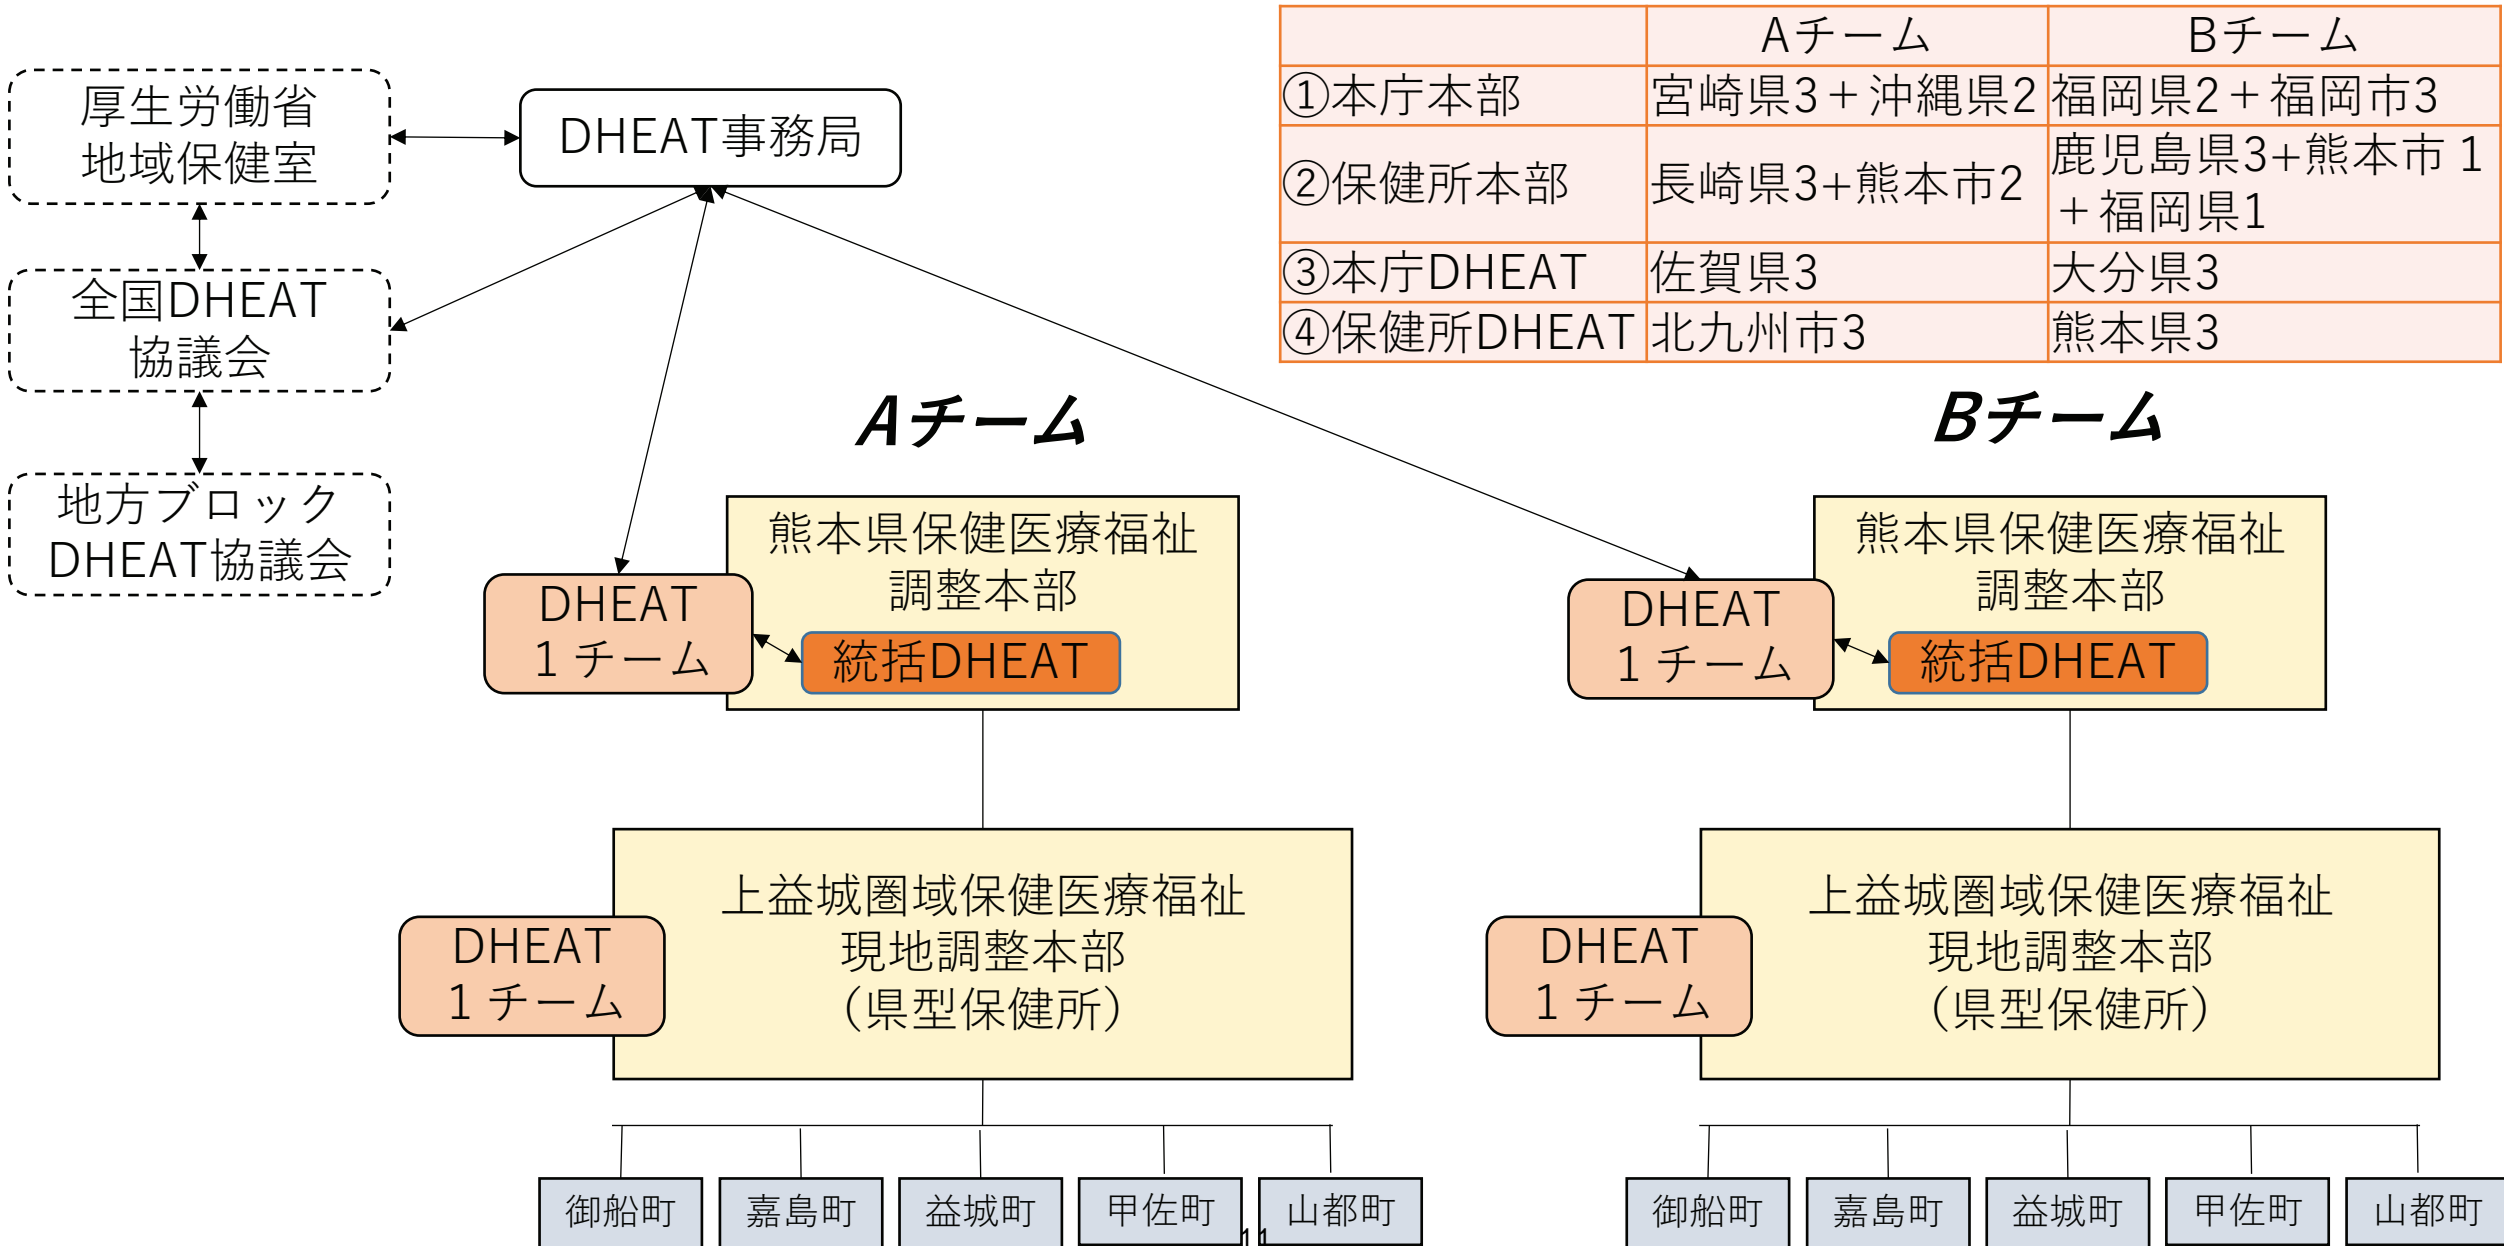 Aチーム
Bチーム
①本庁本部
宮崎県3＋沖縄県2
福岡県2＋福岡市3
②保健所本部
長崎県3+熊本市2
鹿児島県3+熊本市１
＋福岡県1
③本庁DHEAT
佐賀県3
大分県3
④保健所DHEAT
北九州市3
熊本県3
厚生労働省
地域保健室
DHEAT事務局
全国DHEAT
協議会
地方ブロック
DHEAT協議会
Aチーム
熊本県保健医療福祉
調整本部
DHEAT
１チーム
統括DHEAT
上益城圏域保健医療福祉
現地調整本部
（県型保健所）
DHEAT
１チーム
御船町
嘉島町
益城町
甲佐町
山都町
Bチーム
熊本県保健医療福祉
調整本部
DHEAT
１チーム
統括DHEAT
上益城圏域保健医療福祉
現地調整本部
（県型保健所）
DHEAT
１チーム
御船町
嘉島町
益城町
甲佐町
山都町
11